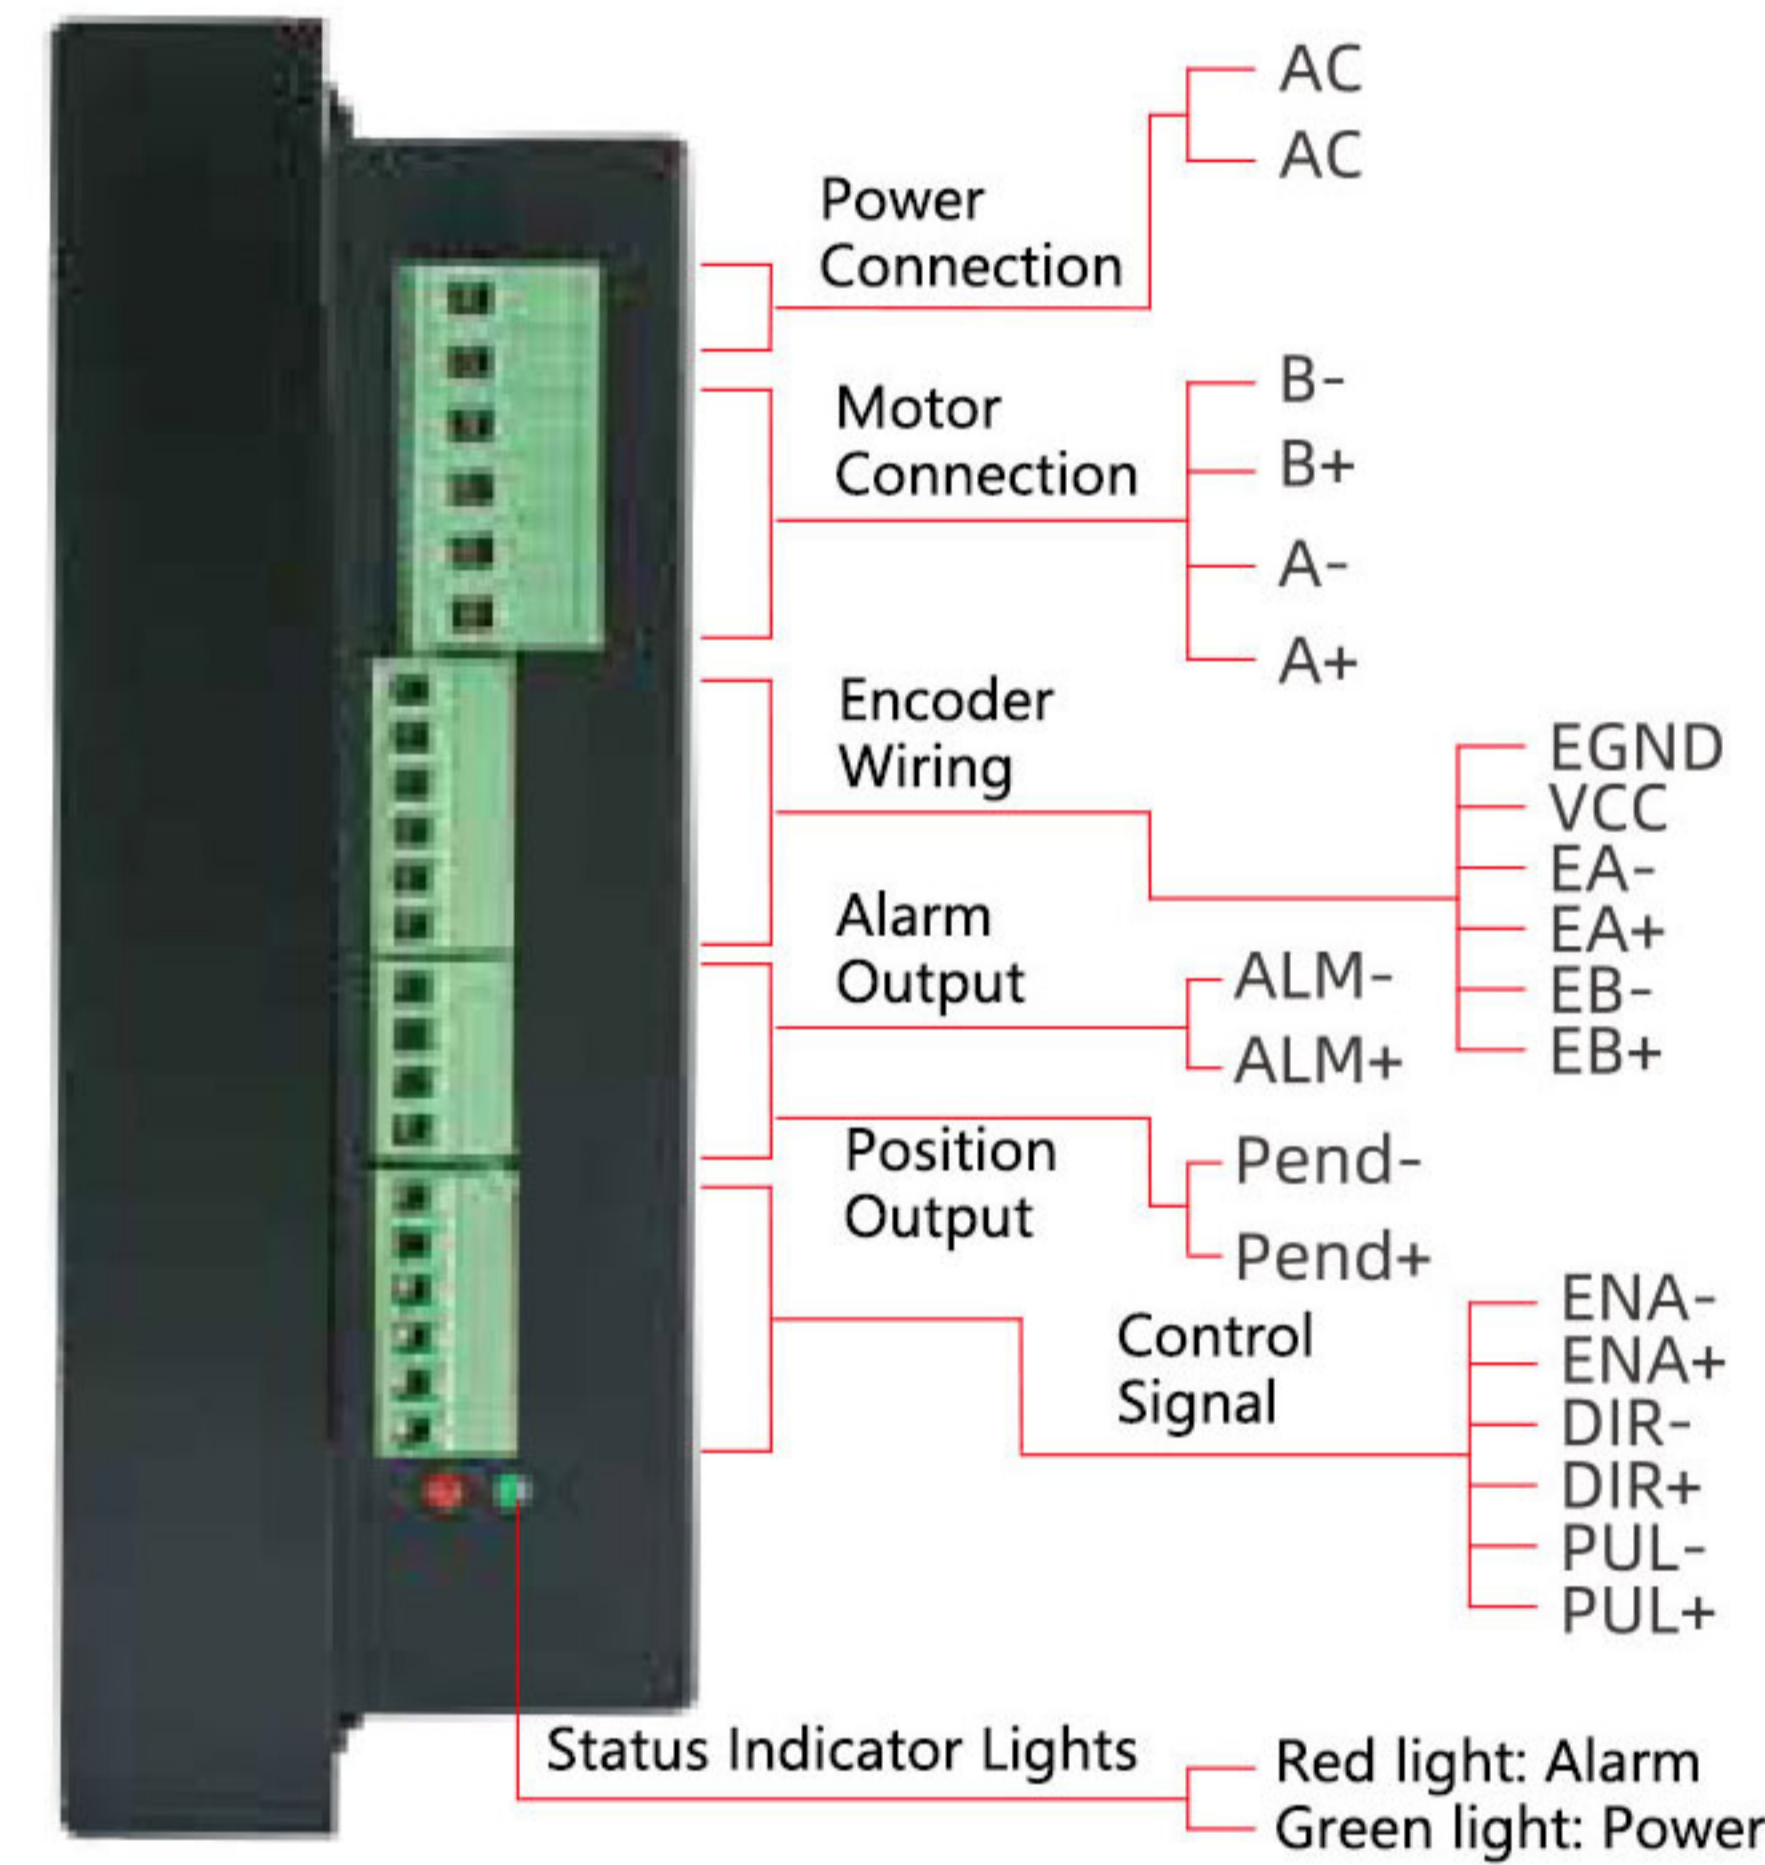 AC
AC
Power
Connection
B-
B+
A-
A+
Motor
Connection
Encoder
Wiring
EGND
VCC
EA-
EA+
EB-
EB+
Alarm
Output
ALM-
ALM+
Position
Output
Pend-
Pend+
Control
Signal
ENA-
ENA+
DIR-
DIR+
PUL-
PUL+
Status Indicator Lights
Red light: Alarm
Green light: Power